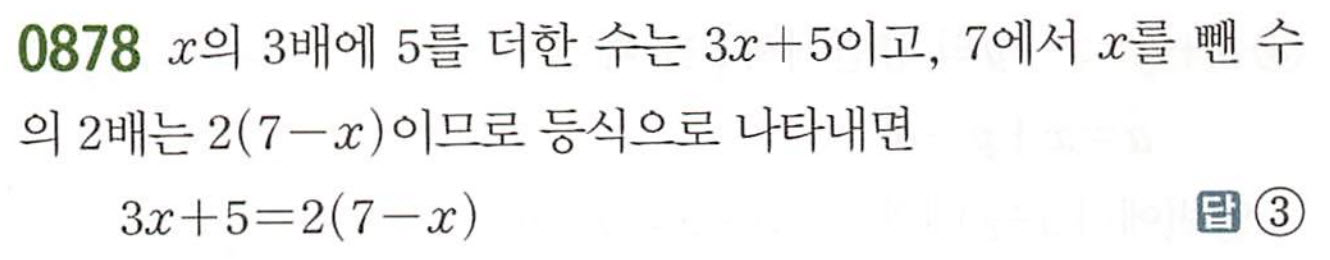 0878 x의 3배에 5를 더한 수는 3x+5이고, 7에서 x를 뺀 수
의 2배는 2(7-x)이므로 등식으로 나타내면
3x+5=2(7-x) 답 ③